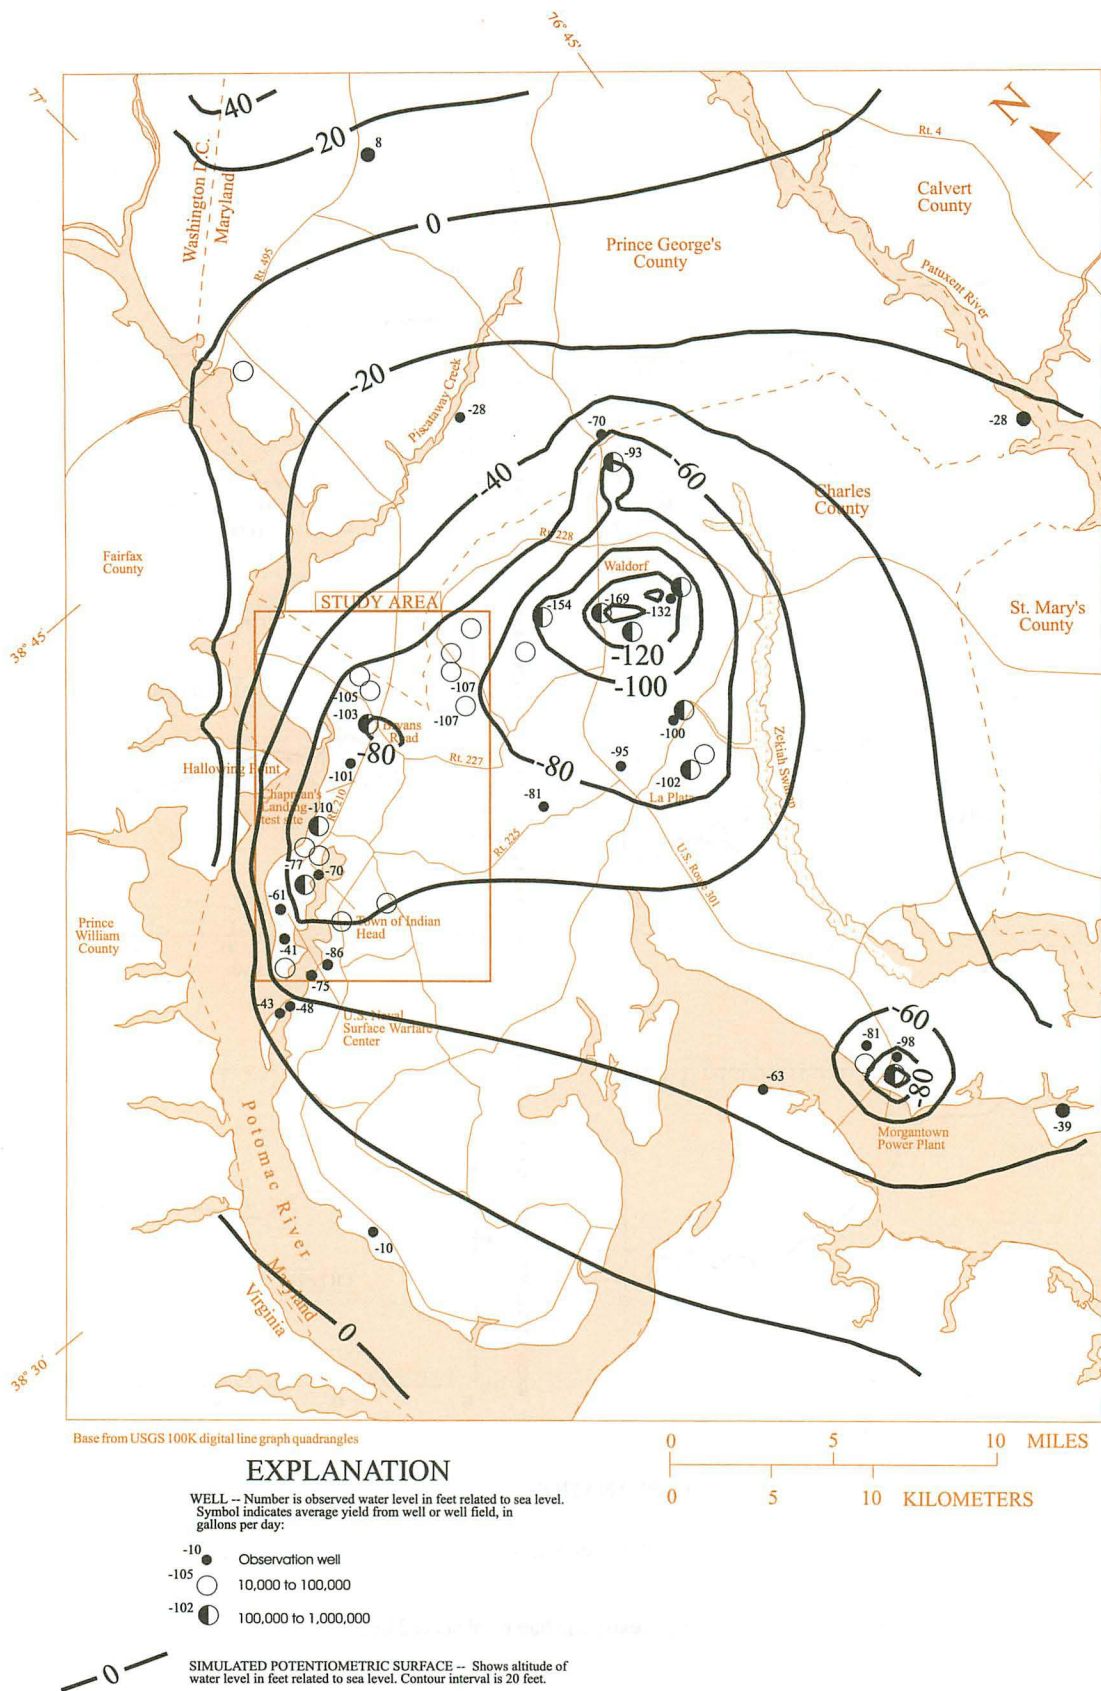 76° 45'
77°
40
20
8
N
Rt. 4
Washington D.C.
Maryland
Calvert
County
0
Prince George's
County
Rt. 495
Patuxent River
-20
Piscataway Creek
-28
-28
-70
-93
-60
-40
Charles
County
Rt. 228
Fairfax
County
Waldorf
STUDY AREA
-154
-169
-132
St. Mary's
County
38° 45'
-120
-100
-105
-107
-103
-107
Bryans
Road
-80
-100
Rt. 227
Zekiah Swamp
Hallowing Point
-101
-95
-80
-102
Chapman's
Landing
test site
-110
Rt. 210
-81
La Plata
Rt. 225
U.S. Route 301
-77
-70
-61
Town of Indian
Head
Prince
William
County
-41
-86
-75
-43
-48
U.S. Naval
Surface Warfare
Center
-60
-81
-98
-80
-63
-39
Morgantown
Power Plant
Potomac River
-10
Maryland
Virginia
0
38° 30'
Base from USGS 100K digital line graph quadrangles
0 5 10 MILES
0 5 10 KILOMETERS
EXPLANATION
WELL -- Number is observed water level in feet related to sea level.
Symbol indicates average yield from well or well field, in
gallons per day:
-10 Observation well
-105 10,000 to 100,000
-102 100,000 to 1,000,000
0 SIMULATED POTENTIOMETRIC SURFACE -- Shows altitude of
water level in feet related to sea level. Contour interval is 20 feet.